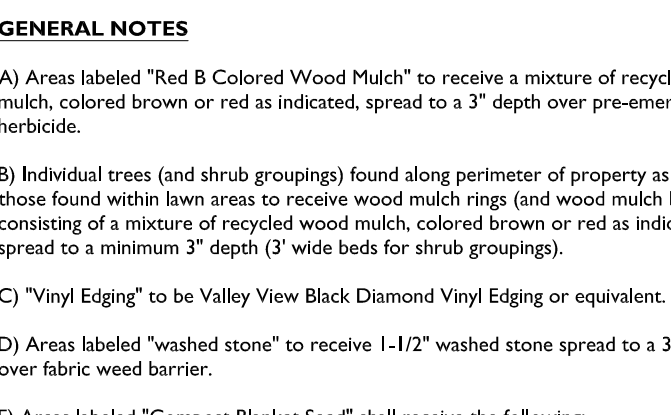 GENERAL NOTES
A) Areas labeled "Red B Colored Wood Mulch" to receive a mixture of
mulch, colored brown or red as indicated, spread to a 3" depth over
herbicide.
B) Individual trees (and shrub groupings) found along perimeter of property as
those found within lawn areas to receive wood mulch rings (and wood mulch
consisting of a mixture of recycled wood mulch, colored brown or red as
spread to a minimum 3" depth (3' wide beds for shrub groupings).
C) "Vinyl Edging" to be Valley View Black Diamond Vinyl Edging or equivalent.
D) Areas labeled "washed stone" to receive 1-1/2" washed stone spread to a 3
over fabric weed barrier.